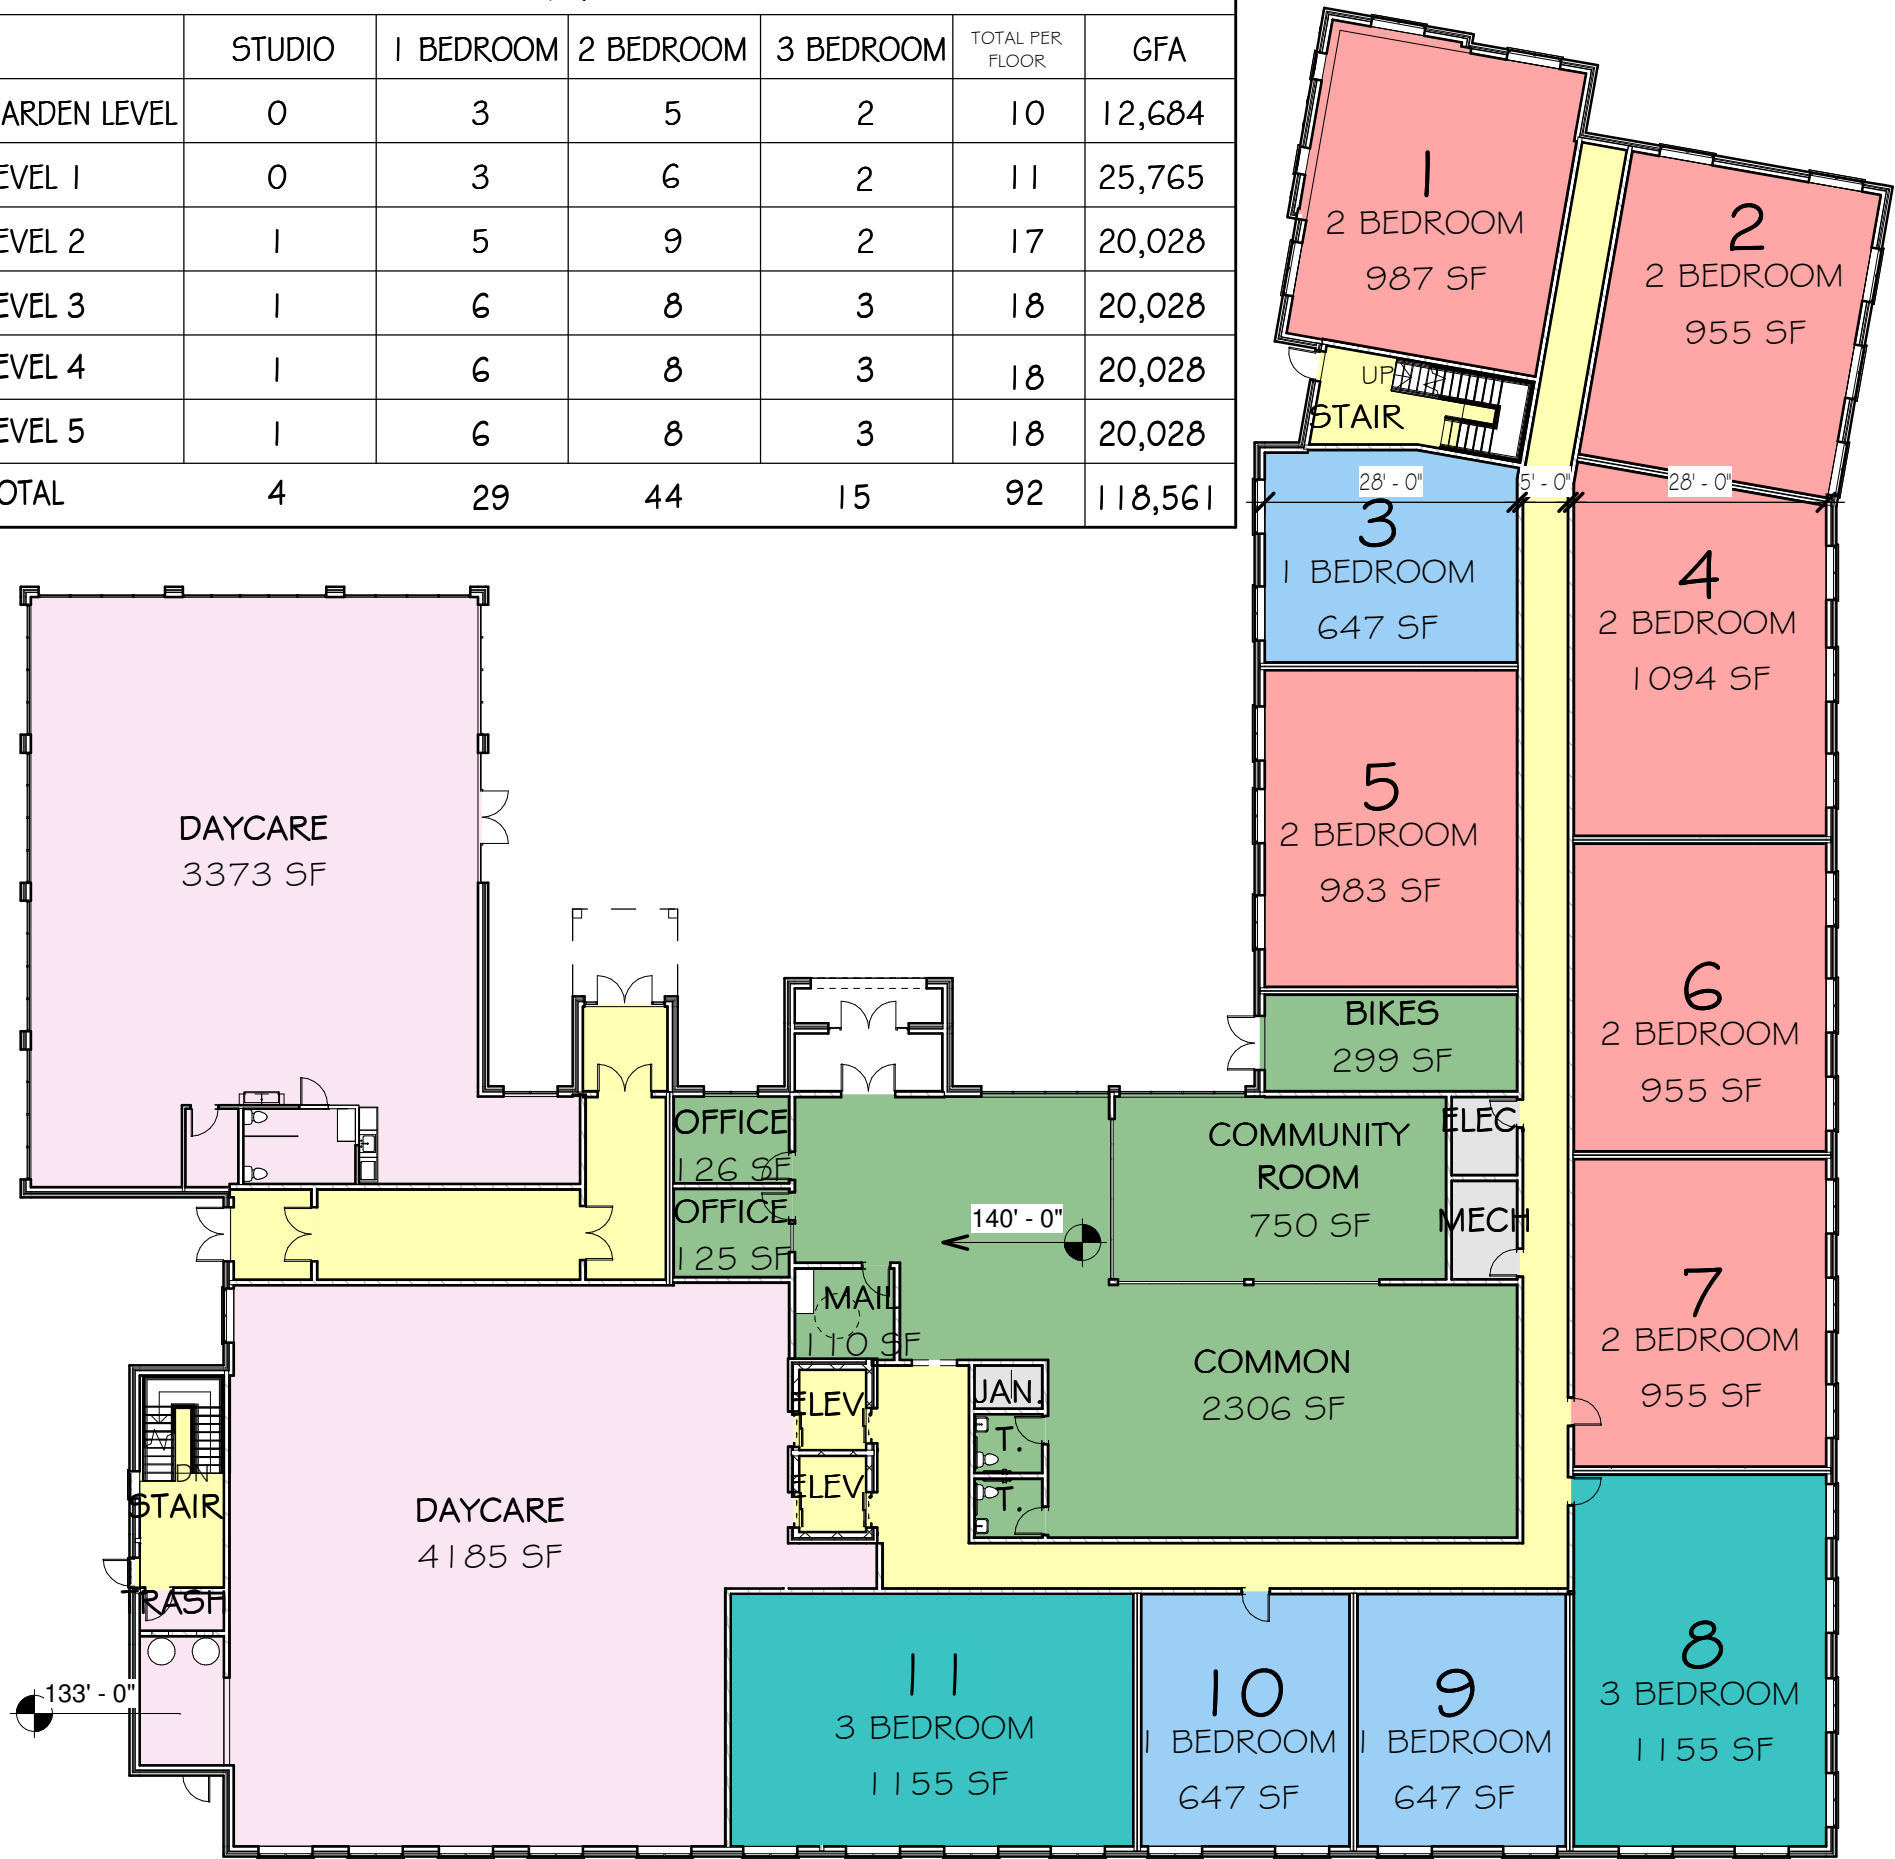 STUDIO 1 BEDROOM 2 BEDROOM 3 BEDROOM TOTAL PER FLOOR GFA
ARDEN LEVEL 0 3 5 2 10 12,684
EVEL 1 0 3 6 2 11 25,765
EVEL 2 1 5 9 2 17 20,028
EVEL 3 1 6 8 3 18 20,028
EVEL 4 1 6 8 3 18 20,028
EVEL 5 1 6 8 3 18 20,028
OTAL 4 29 44 15 92 118,561
1
2 BEDROOM
987 SF
2
2 BEDROOM
955 SF
UP
STAIR
28' - 0" 5' - 0" 28' - 0"
3
1 BEDROOM
647 SF
4
2 BEDROOM
1094 SF
5
2 BEDROOM
983 SF
DAYCARE
3373 SF
6
2 BEDROOM
955 SF
BIKES
299 SF
OFFICE
126 SF
OFFICE
125 SF
COMMUNITY
ROOM
750 SF
ELEC
MECH
140' - 0"
MAIL
110 SF
7
2 BEDROOM
955 SF
COMMON
2306 SF
JAN.
ELEV.
T.
ELEV.
T.
DN
STAIR
DAYCARE
4185 SF
TRASH
133' - 0"
11
3 BEDROOM
1155 SF
10
1 BEDROOM
647 SF
9
1 BEDROOM
647 SF
8
3 BEDROOM
1155 SF